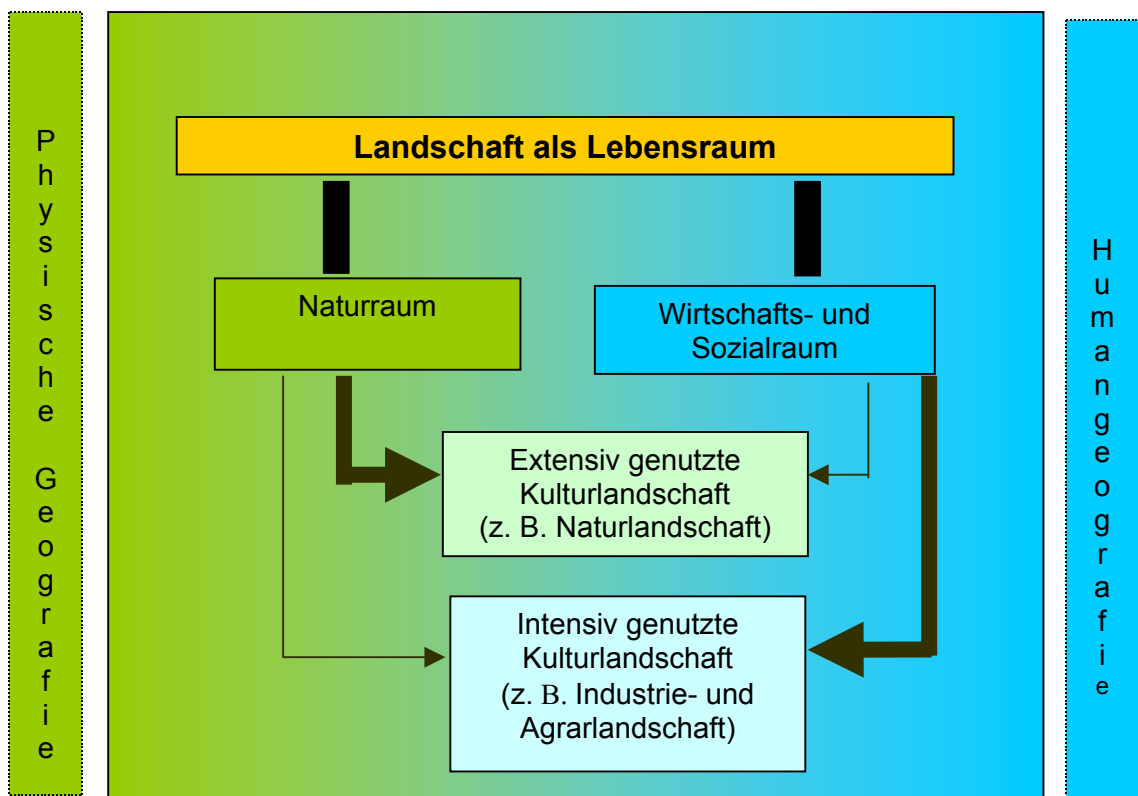 Physische Geografie
Landschaft als Lebensraum
Naturraum
Wirtschafts- und
Sozialraum
Extensiv genutzte
Kulturlandschaft
(z. B. Naturlandschaft)
Intensiv genutzte
Kulturlandschaft
(z. B. Industrie- und
Agrarlandschaft)
Humangeografie